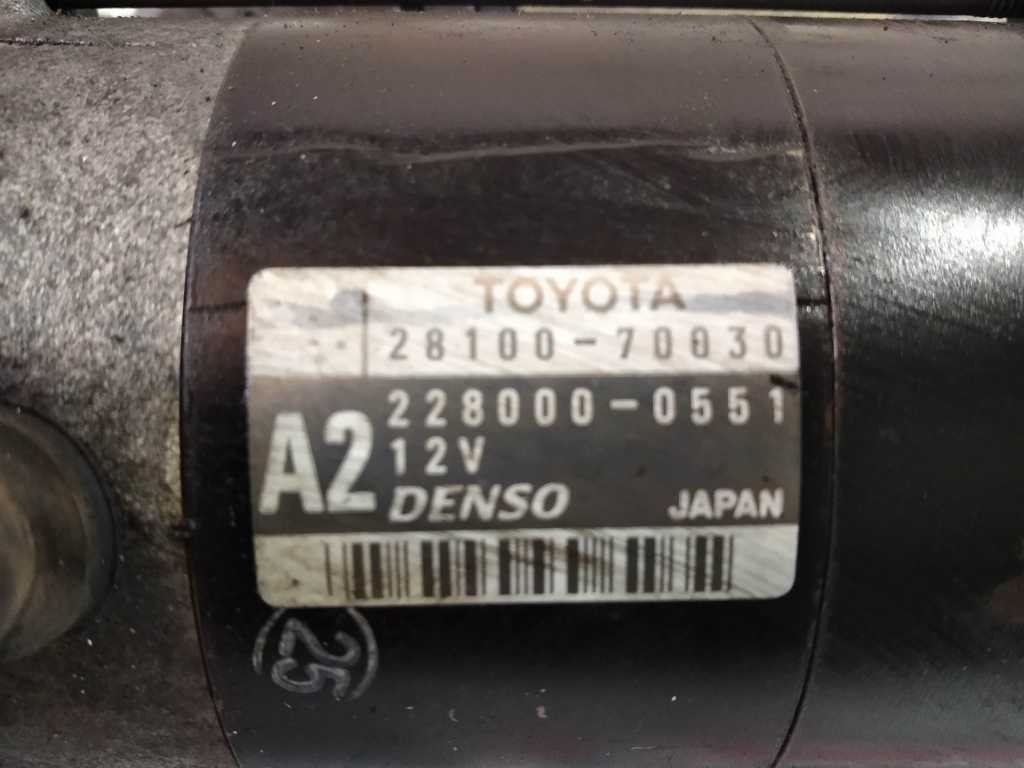 TOYOTA
28100-70030
A2
228000-0551
12V
DENSO
JAPAN
25